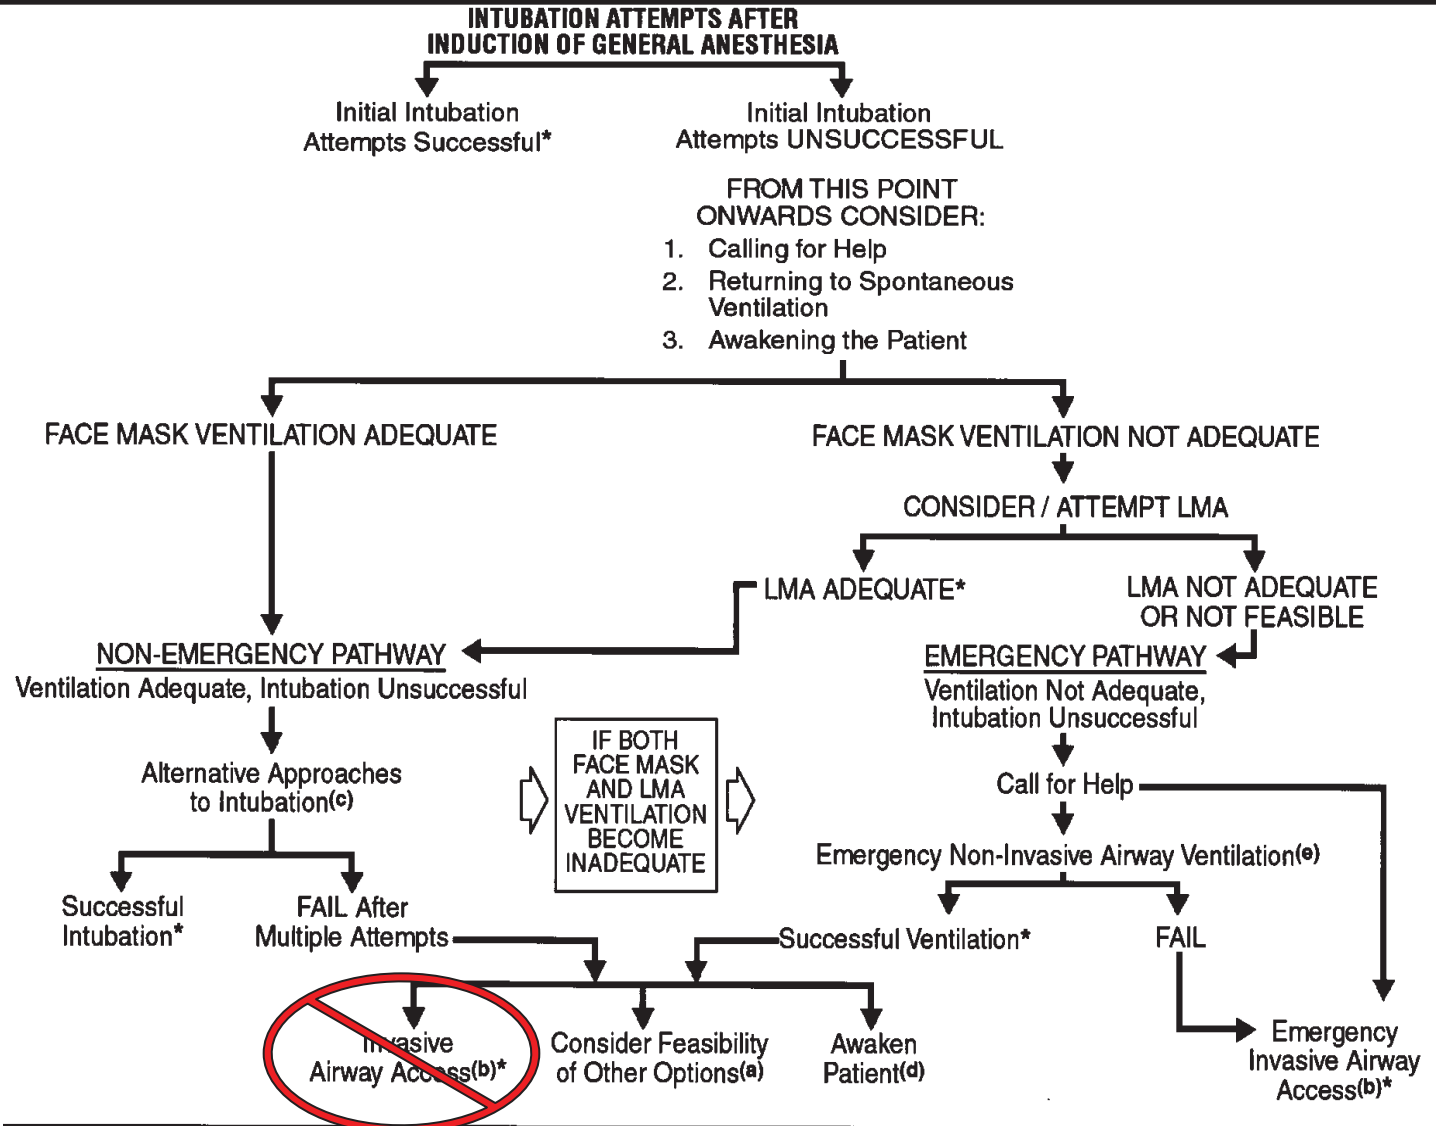 INTUBATION ATTEMPTS AFTER
INDUCTION OF GENERAL ANESTHESIA
Initial Intubation
Attempts Successful*
Initial Intubation
Attempts UNSUCCESSFUL
FROM THIS POINT
ONWARDS CONSIDER:
1. Calling for Help
2. Returning to Spontaneous
Ventilation
3. Awakening the Patient
FACE MASK VENTILATION ADEQUATE
FACE MASK VENTILATION NOT ADEQUATE
CONSIDER / ATTEMPT LMA
LMA ADEQUATE*
LMA NOT ADEQUATE
OR NOT FEASIBLE
NON-EMERGENCY PATHWAY
Ventilation Adequate, Intubation Unsuccessful
EMERGENCY PATHWAY
Ventilation Not Adequate,
Intubation Unsuccessful
IF BOTH
FACE MASK
AND LMA
VENTILATION
BECOME
INADEQUATE
Alternative Approaches
to Intubation(c)
Call for Help
Emergency Non-Invasive Airway Ventilation(e)
Successful
Intubation*
FAIL After
Multiple Attempts
Successful Ventilation*
FAIL
Invasive
Airway Access(b)*
Consider Feasibility
of Other Options(a)
Awaken
Patient(d)
Emergency
Invasive Airway
Access(b)*